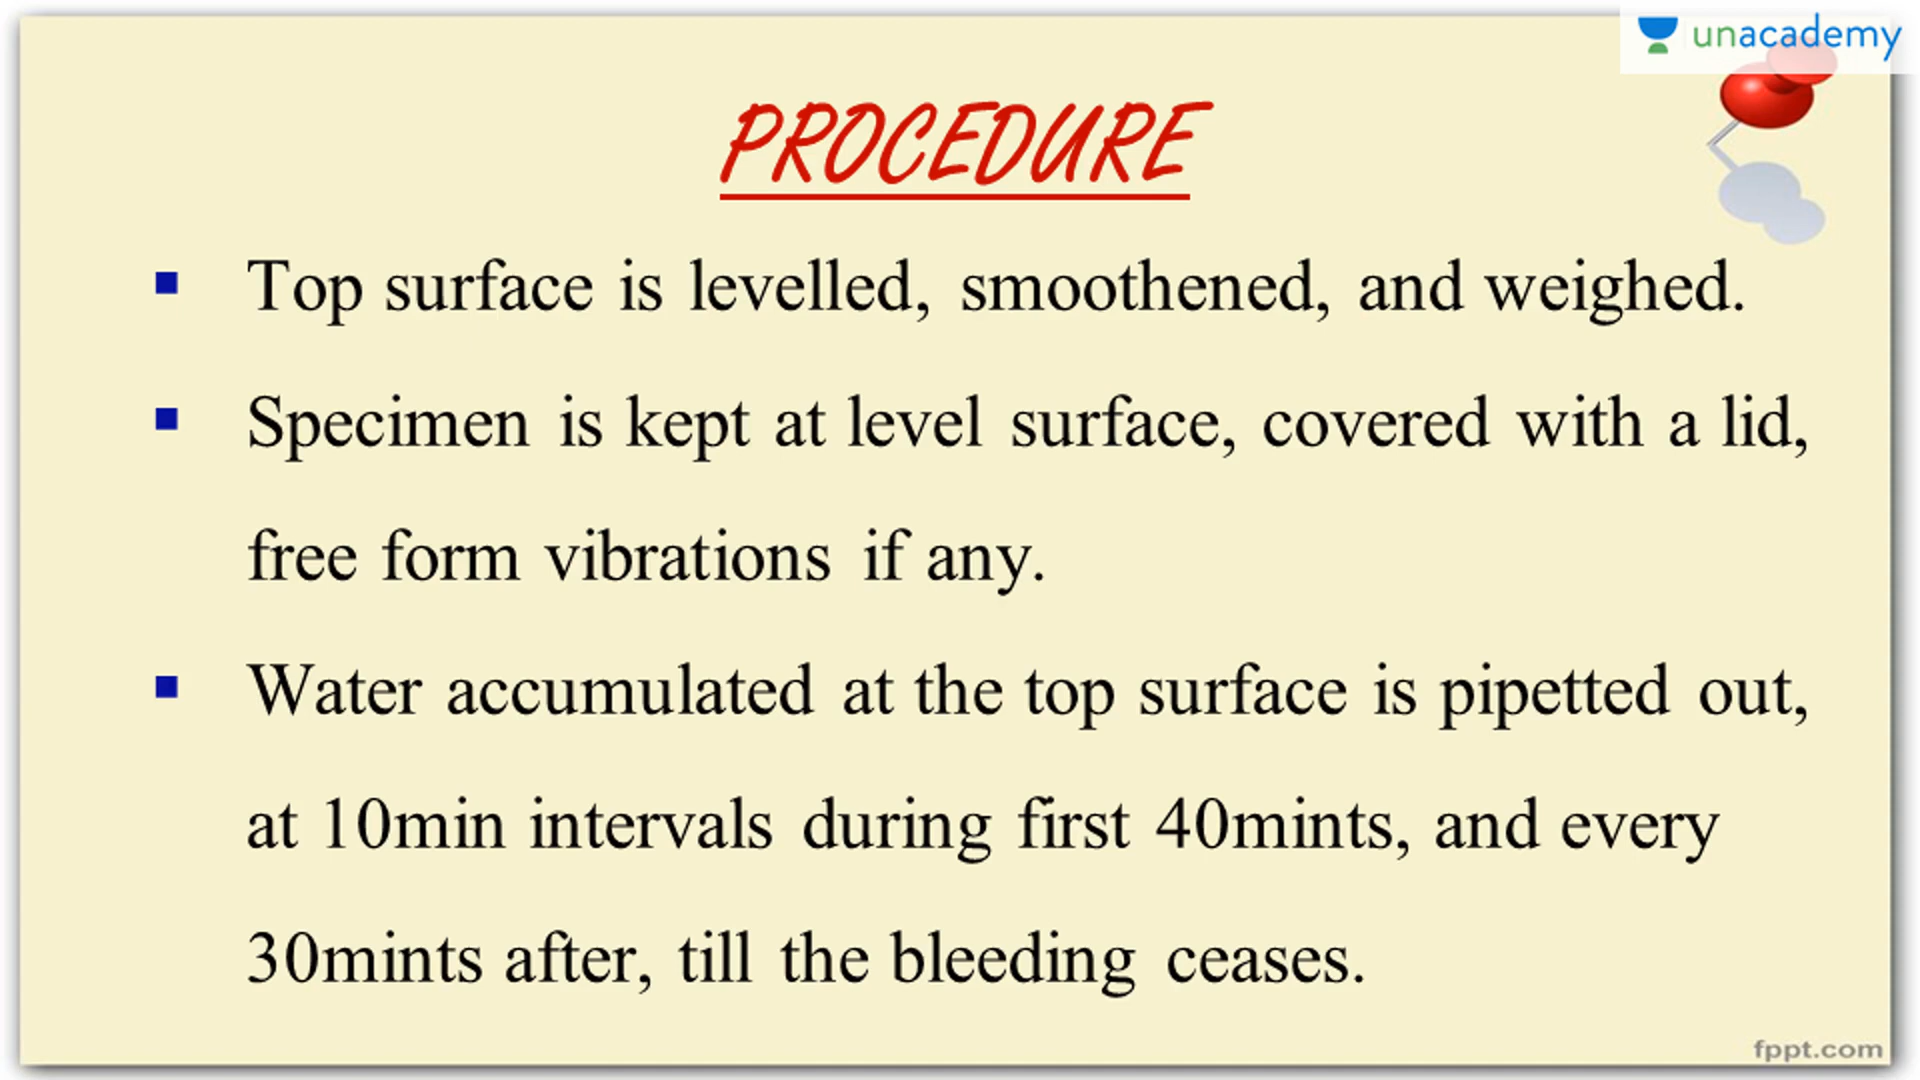 unacademy
PROCEDURE
Top surface is levelled, smoothened, and weighed.
Specimen is kept at level surface, covered with a lid,
free form vibrations if any.
Water accumulated at the top surface is pipetted out,
at 10min intervals during first 40mints, and every
30mints after, till the bleeding ceases.
fppt.com